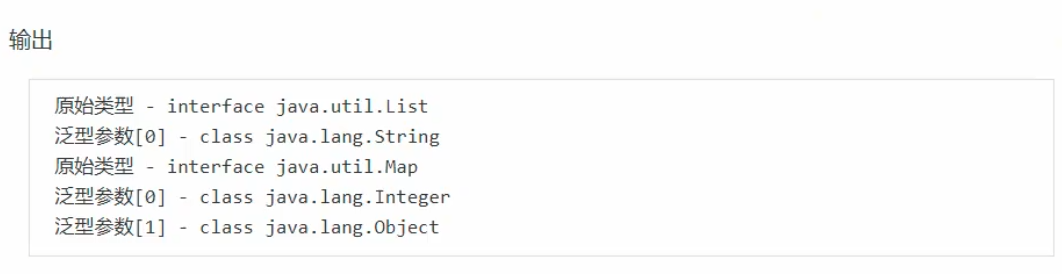 输出
原始类型 - interface java.util.List
泛型参数[0] - class java.lang.String
原始类型 - interface java.util.Map
泛型参数[0] - class java.lang.Integer
泛型参数[1] - class java.lang.Object